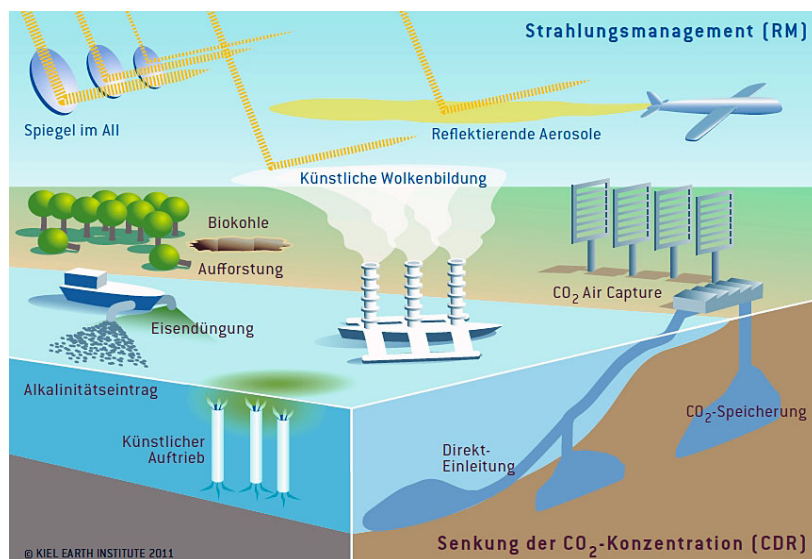 Strahlungsmanagement (RM)
Spiegel im All
Reflektierende Aerosole
Künstliche Wolkenbildung
Biokohle
Aufforstung
CO₂ Air Capture
Eisendüngung
Alkalinitätseintrag
CO₂-Speicherung
Künstlicher
Auftrieb
Direkt-
Einleitung
© KIEL EARTH INSTITUTE 2011
Senkung der CO₂-Konzentration (CDR)